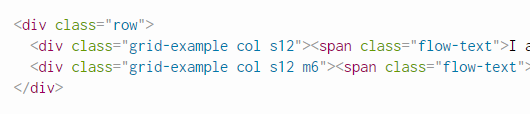 <div class="row">
<div class="grid-example col s12"><span class="flow-text">I
<div class="grid-example col s12 m6"><span class="flow-text">
</div>